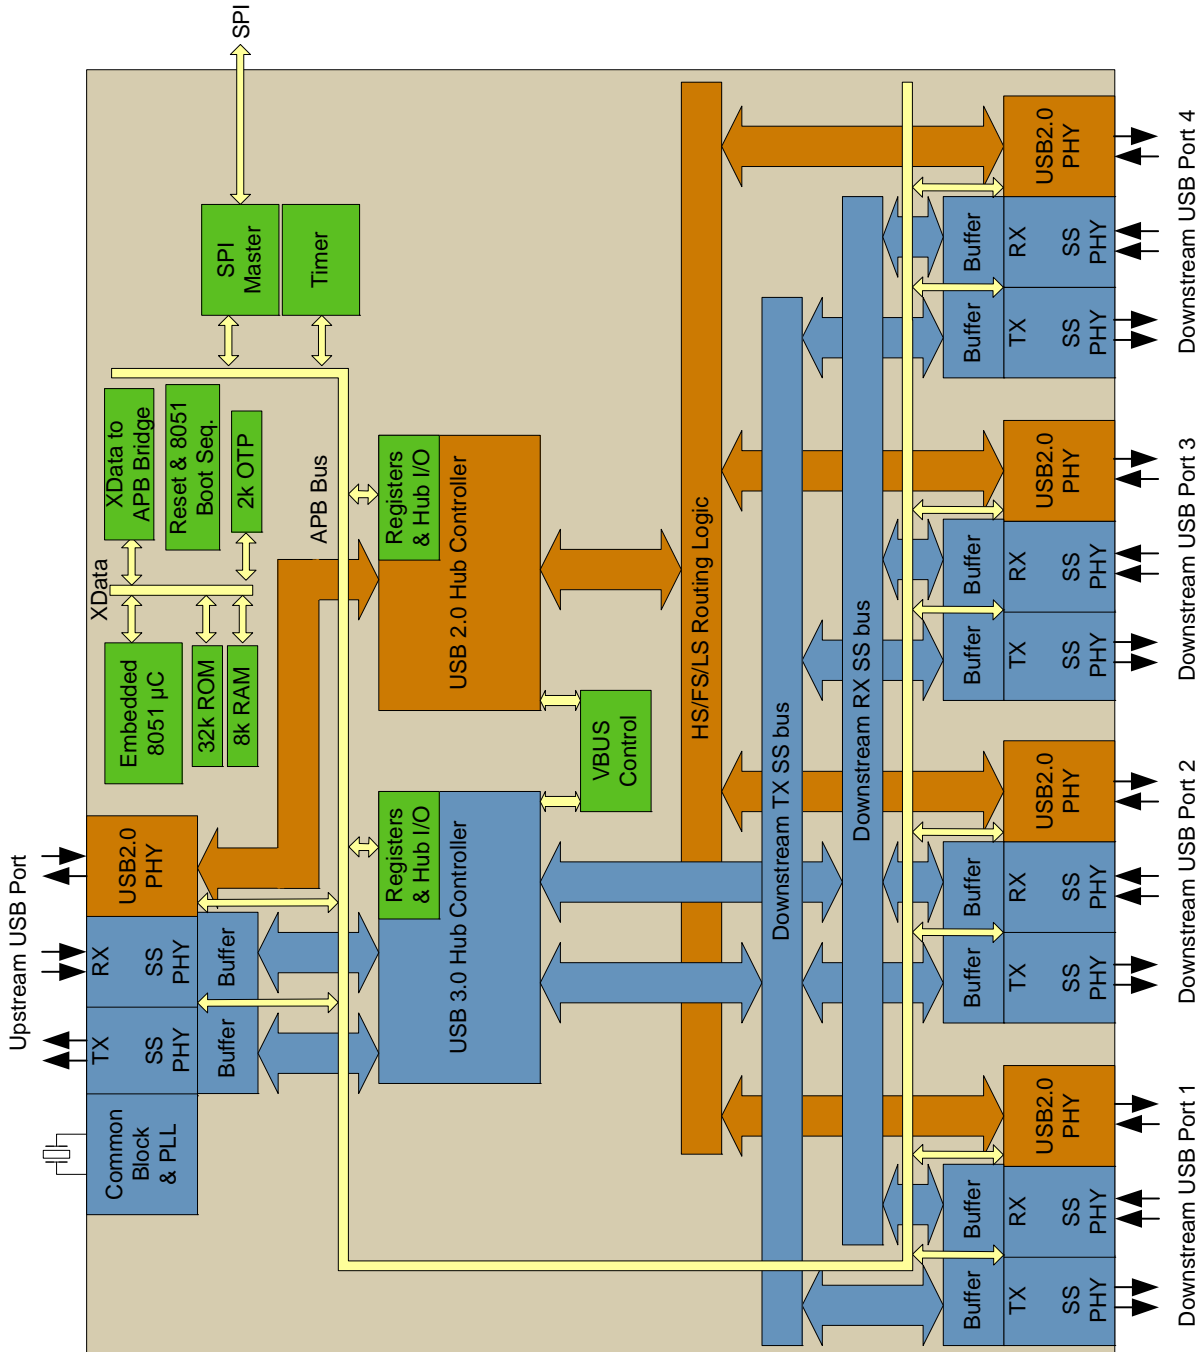 Upstream USB Port
Common
Block
& PLL
TX
SS
PHY
RX
SS
PHY
USB2.0
PHY
Buffer
Buffer
Embedded
8051 µC
32k ROM
8k RAM
XData
XData to
APB Bridge
Reset & 8051
Boot Seq.
2k OTP
SPI
Master
Timer
SPI
APB Bus
USB 3.0 Hub Controller
Registers
& Hub I/O
USB 2.0 Hub Controller
Registers
& Hub I/O
VBUS
Control
HS/FS/LS Routing Logic
Downstream TX SS bus
Downstream RX SS bus
Buffer
Buffer
TX
SS
PHY
RX
SS
PHY
USB2.0
PHY
Downstream USB Port 1
Buffer
Buffer
TX
SS
PHY
RX
SS
PHY
USB2.0
PHY
Downstream USB Port 2
Buffer
Buffer
TX
SS
PHY
RX
SS
PHY
USB2.0
PHY
Downstream USB Port 3
Buffer
Buffer
TX
SS
PHY
RX
SS
PHY
USB2.0
PHY
Downstream USB Port 4